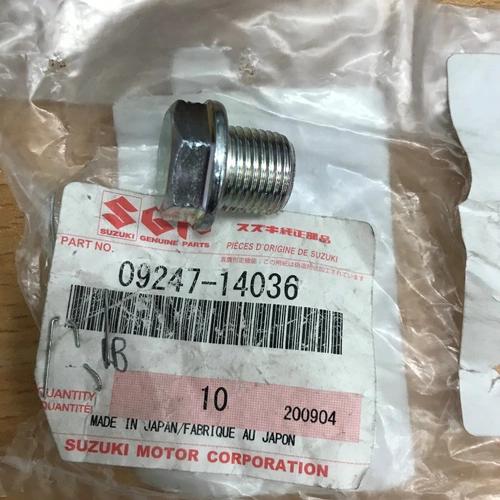 SUZUKI GENUINE PARTS
スズキ純正部品
PIÈCES D'ORIGINE DE SUZUKI
PART NO.
09247-14036
1B
QUANTITY
QUANTITÉ
10
200904
MADE IN JAPAN/FABRIQUE AU JAPON
SUZUKI MOTOR CORPORATION